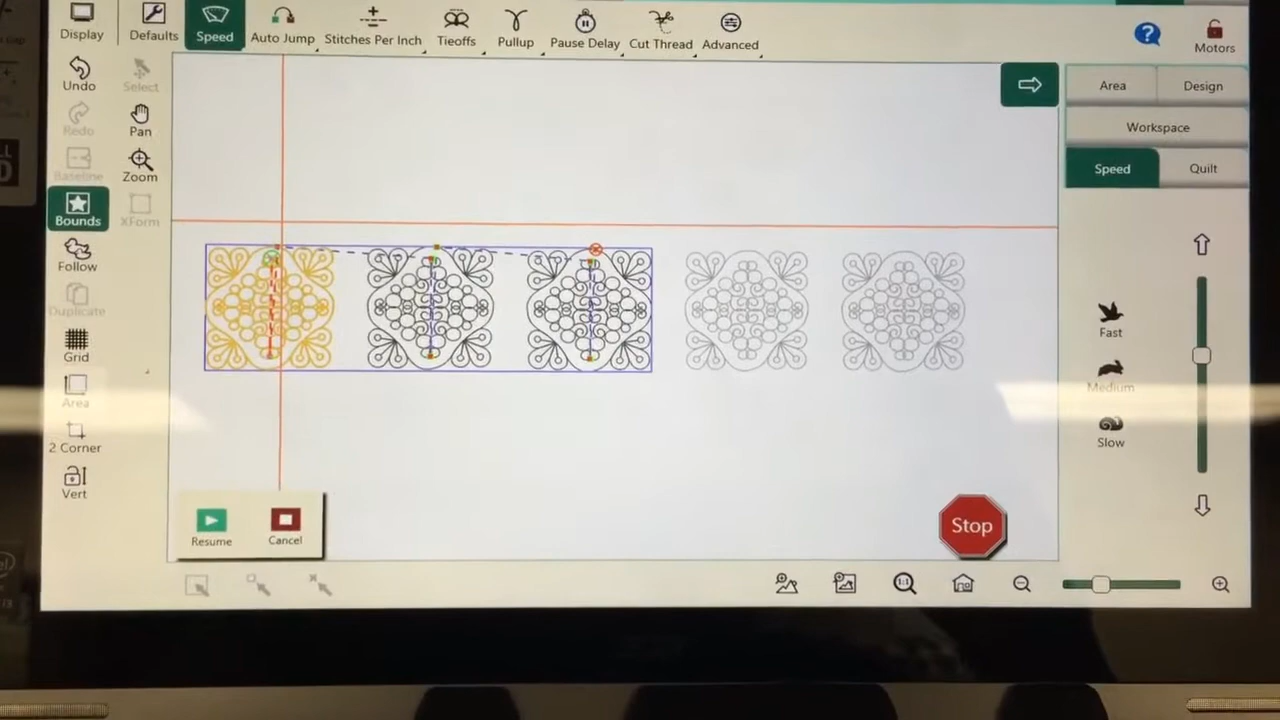 Display
Defaults
Speed
Auto Jump
Stitches Per Inch
Tieoffs
Pullup
Pause Delay
Cut Thread
Advanced
?
Motors
Undo
Select
Redo
Pan
Baseline
Zoom
Bounds
XForm
Follow
Duplicate
Grid
Area
2 Corner
Vert
Area
Design
Workspace
Speed
Quilt
Fast
Medium
Slow
Resume
Cancel
Stop
1:1